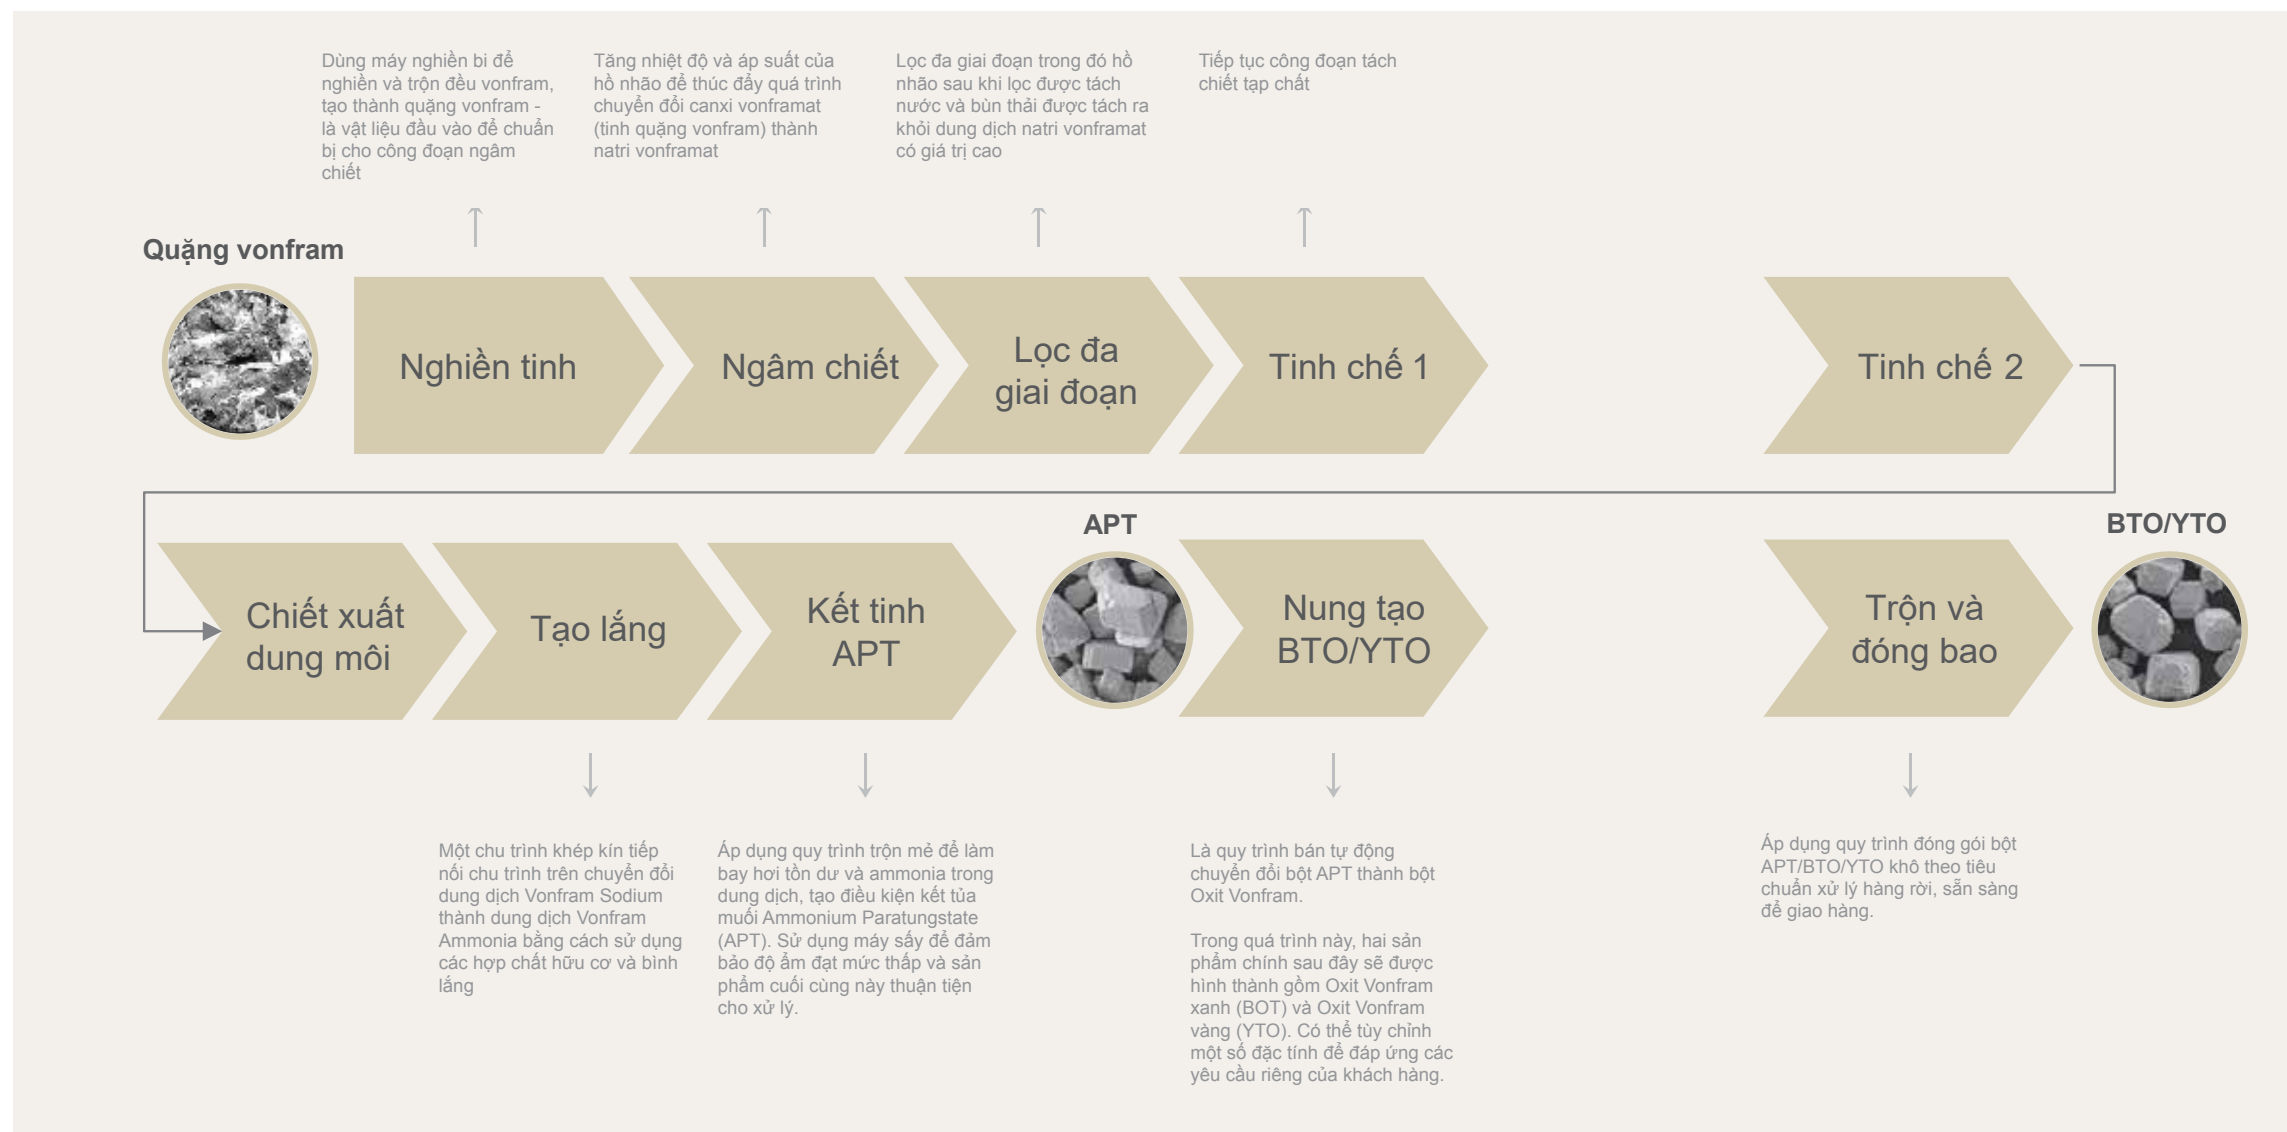 Dùng máy nghiền bi để
nghiền và trộn đều vonfram,
tạo thành quặng vonfram -
là vật liệu đầu vào để chuẩn
bị cho công đoạn ngâm
chiết
Tăng nhiệt độ và áp suất của
hồ nhão để thúc đẩy quá trình
chuyển đổi canxi vonframat
(tinh quặng vonfram) thành
natri vonframat
Lọc đa giai đoạn trong đó hồ
nhão sau khi lọc được tách
nước và bùn thải được tách ra
khỏi dung dịch natri vonframat
có giá trị cao
Tiếp tục công đoạn tách
chiết tạp chất
Quặng vonfram
Nghiền tinh
Ngâm chiết
Lọc đa
giai đoạn
Tinh chế 1
Tinh chế 2
APT
BTO/YTO
Chiết xuất
dung môi
Tạo lắng
Kết tinh
APT
Nung tạo
BTO/YTO
Trộn và
đóng bao
Một chu trình khép kín tiếp
nối chu trình trên chuyển đổi
dung dịch Vonfram Sodium
thành dung dịch Vonfram
Ammonia bằng cách sử dụng
các hợp chất hữu cơ và bình
lắng
Áp dụng quy trình trộn mẻ để làm
bay hơi tồn dư và ammonia trong
dung dịch, tạo điều kiện kết tủa
muối Ammonium Paratungstate
(APT). Sử dụng máy sấy để đảm
bảo độ ẩm đạt mức thấp và sản
phẩm cuối cùng này thuận tiện
cho xử lý.
Là quy trình bán tự động
chuyển đổi bột APT thành bột
Oxit Vonfram.
Trong quá trình này, hai sản
phẩm chính sau đây sẽ được
hình thành gồm Oxit Vonfram
xanh (BOT) và Oxit Vonfram
vàng (YTO). Có thể tùy chỉnh
một số đặc tính để đáp ứng các
yêu cầu riêng của khách hàng.
Áp dụng quy trình đóng gói bột
APT/BTO/YTO khô theo tiêu
chuẩn xử lý hàng rời, sẵn sàng
để giao hàng.